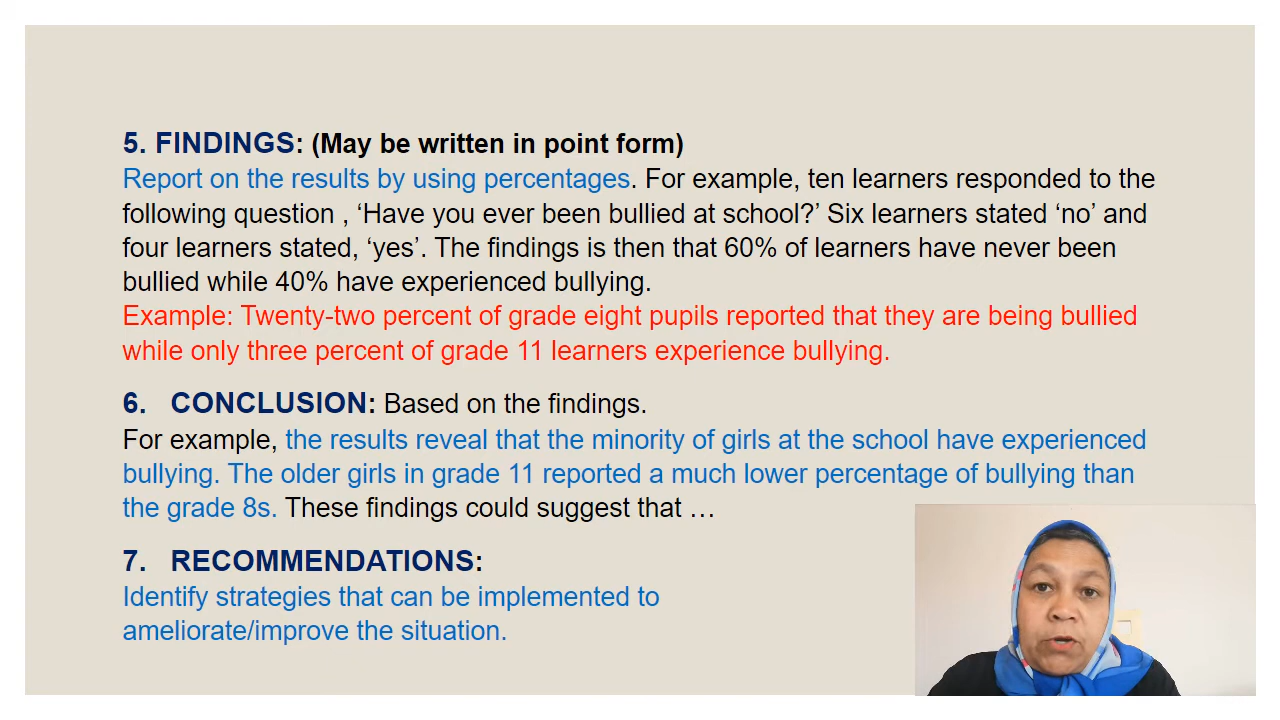 5. FINDINGS: (May be written in point form)
Report on the results by using percentages. For example, ten learners responded to the
following question , ‘Have you ever been bullied at school?’ Six learners stated ‘no’ and
four learners stated, ‘yes’. The findings is then that 60% of learners have never been
bullied while 40% have experienced bullying.
Example: Twenty-two percent of grade eight pupils reported that they are being bullied
while only three percent of grade 11 learners experience bullying.
6. CONCLUSION: Based on the findings.
For example, the results reveal that the minority of girls at the school have experienced
bullying. The older girls in grade 11 reported a much lower percentage of bullying than
the grade 8s. These findings could suggest that …
7. RECOMMENDATIONS:
Identify strategies that can be implemented to
ameliorate/improve the situation.